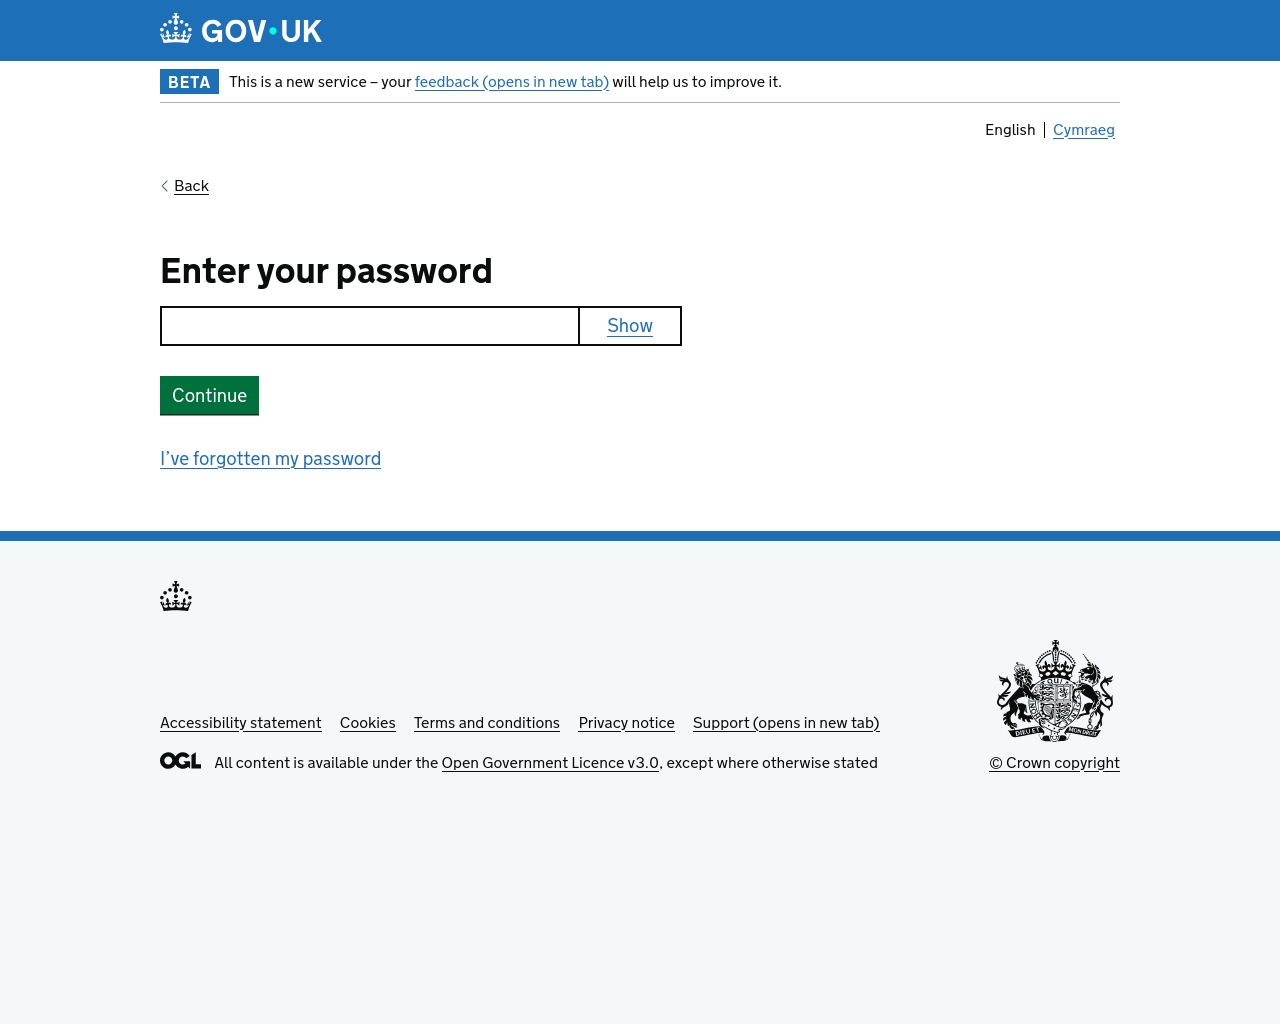 GOV•UK
BETA This is a new service – your feedback (opens in new tab) will help us to improve it.
English Cymraeg
Back
Enter your password
Show
Continue
I’ve forgotten my password
Accessibility statement Cookies Terms and conditions Privacy notice Support (opens in new tab)
DIEU ET MON DROIT
OGL All content is available under the Open Government Licence v3.0, except where otherwise stated
© Crown copyright